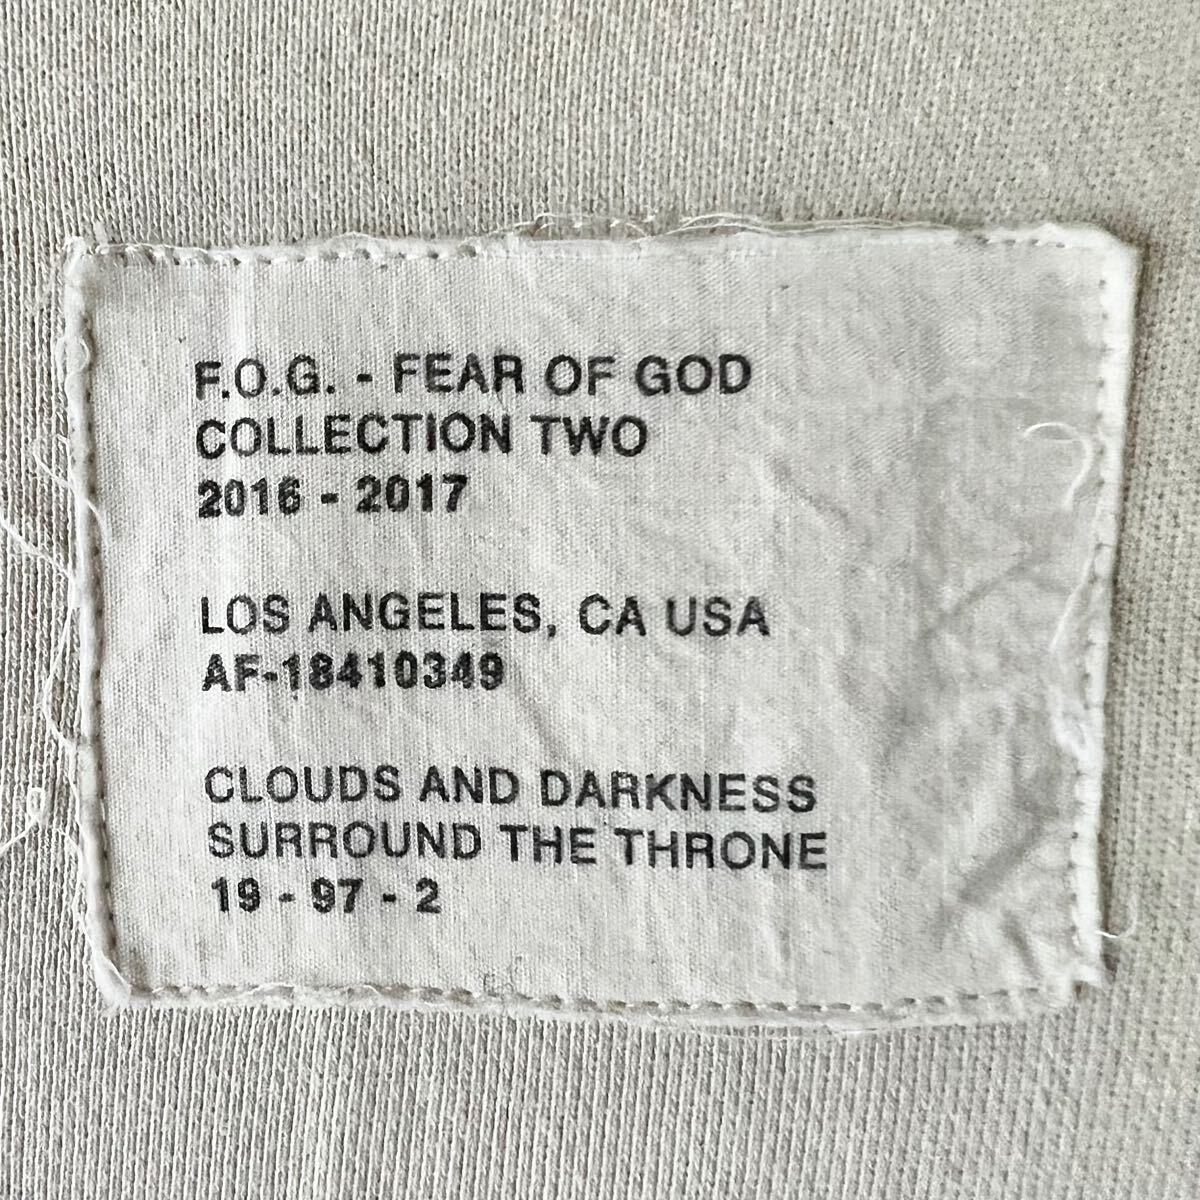 F.O.G. - FEAR OF GOD
COLLECTION TWO
2016 - 2017
LOS ANGELES, CA USA
AF-18410349
CLOUDS AND DARKNESS
SURROUND THE THRONE
19 - 97 - 2